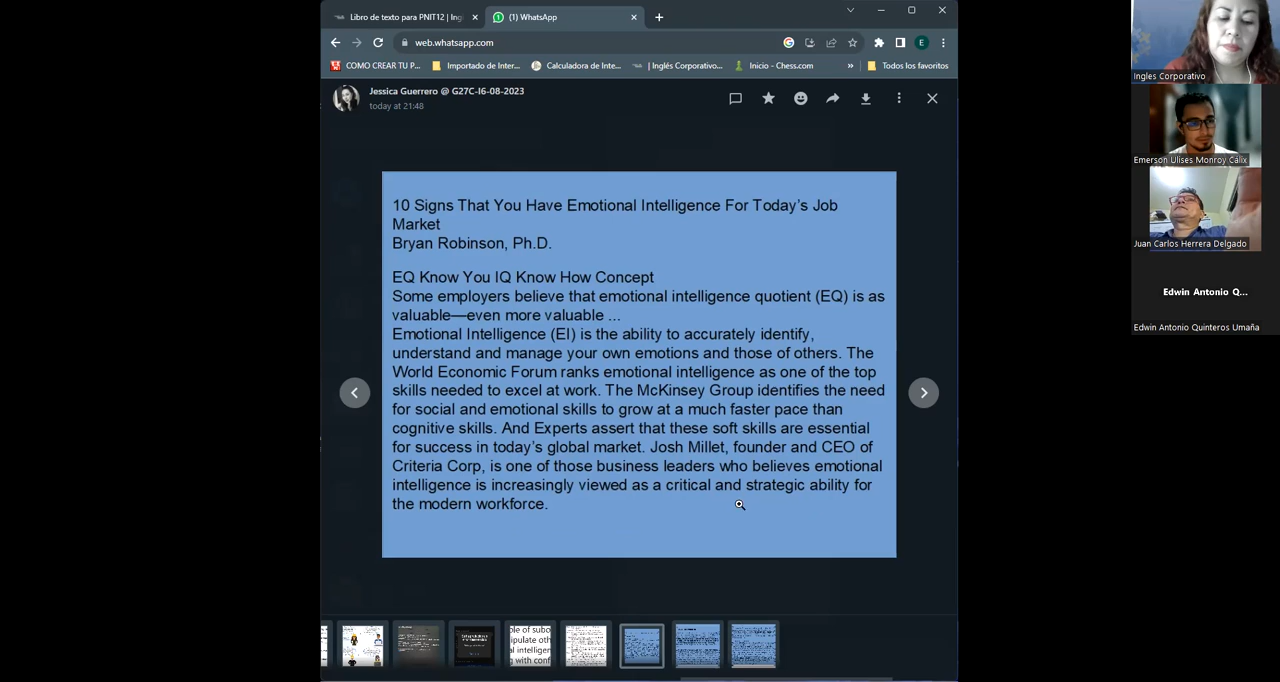 Libro de texto para PNIT12 | Ing
(1) WhatsApp
web.whatsapp.com
E
COMO CREAR TU P...
Importado de Inter...
Calculadora de Inte...
| Inglés Corporativo...
Inicio - Chess.com
»
Todos los favoritos
Jessica Guerrero @ G27C-I6-08-2023
today at 21:48
10 Signs That You Have Emotional Intelligence For Today's Job
Market
Bryan Robinson, Ph.D.
EQ Know You IQ Know How Concept
Some employers believe that emotional intelligence quotient (EQ) is as
valuable—even more valuable ...
Emotional Intelligence (EI) is the ability to accurately identify,
understand and manage your own emotions and those of others. The
World Economic Forum ranks emotional intelligence as one of the top
skills needed to excel at work. The McKinsey Group identifies the need
for social and emotional skills to grow at a much faster pace than
cognitive skills. And Experts assert that these soft skills are essential
for success in today's global market. Josh Millet, founder and CEO of
Criteria Corp, is one of those business leaders who believes emotional
intelligence is increasingly viewed as a critical and strategic ability for
the modern workforce.
ple of subo
ipulate oth
al intelligen
g with conf
Ingles Corporativo
Emerson Ulises Monroy Cálix
Juan Carlos Herrera Delgado
Edwin Antonio Q...
Edwin Antonio Quinteros Umaña